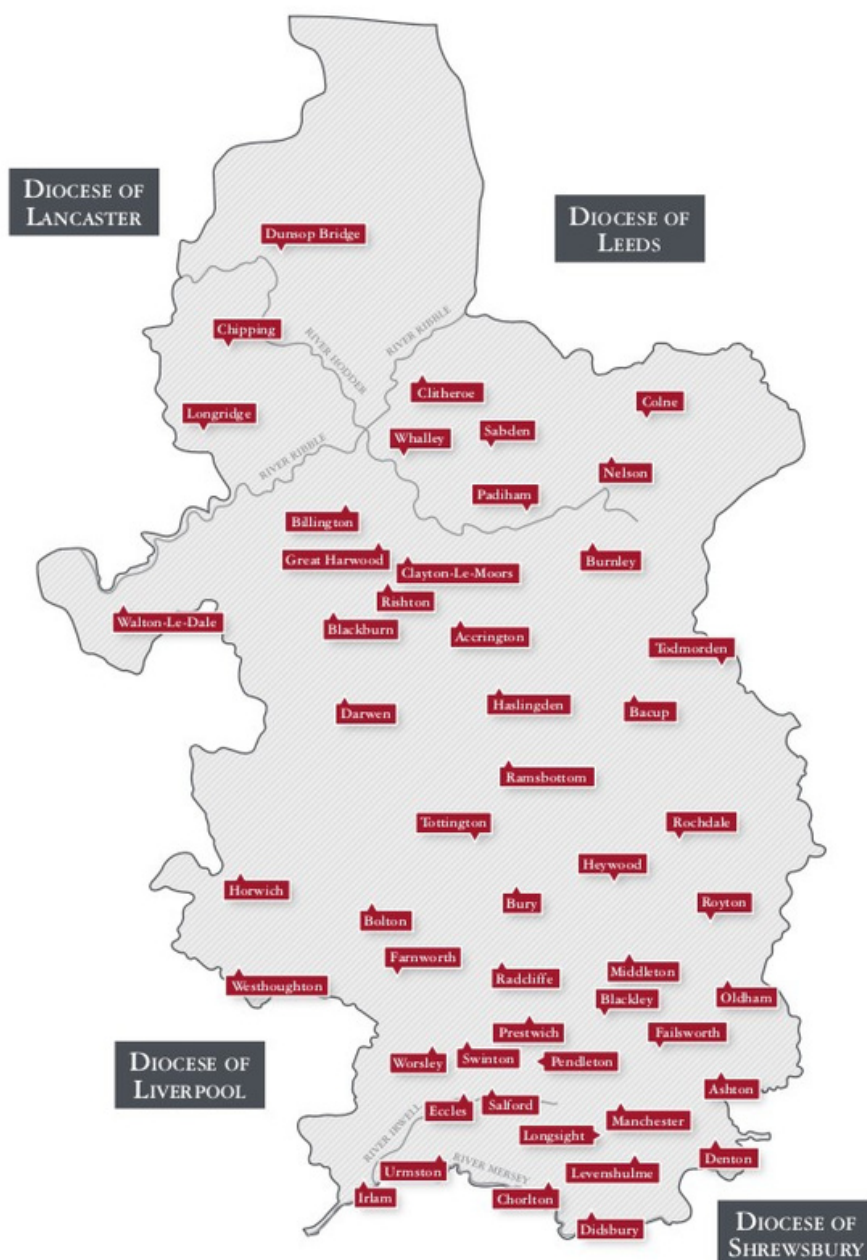 DIOCESE OF
LANCASTER
DIOCESE OF
LEEDS
Dunsop Bridge
Chipping
RIVER HODDER
RIVER RIBBLE
Clitheroe
Colne
Longridge
Sabden
Whalley
RIVER RIBBLE
Nelson
Padiham
Billington
Great Harwood
Burnley
Clayton-Le-Moors
Rishton
Walton-Le-Dale
Blackburn
Accrington
Todmorden
Haslingden
Darwen
Bacup
Ramsbottom
Tottington
Rochdale
Heywood
Horwich
Bury
Royton
Bolton
Farnworth
Middleton
Radcliffe
Westhoughton
Blackley
Oldham
Prestwich
Failsworth
DIOCESE OF
LIVERPOOL
Worsley
Swinton
Pendleton
Ashton
Salford
Eccles
Manchester
Longsight
RIVER IRWELL
Denton
Urmston
RIVER MERSEY
Levenshulme
Irlam
Chorlton
Didsbury
DIOCESE OF
SHREWSBURY